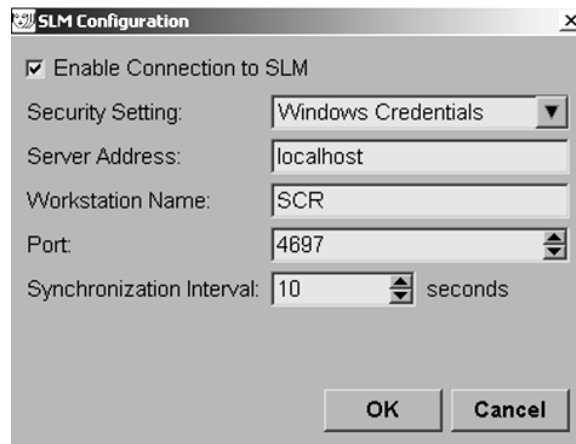 SLM Configuration
Enable Connection to SLM
Security Setting: Windows Credentials
Server Address: localhost
Workstation Name: SCR
Port: 4697
Synchronization Interval: 10 seconds
OK Cancel